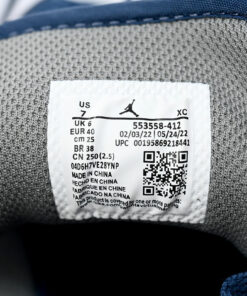 US 7 XC
UK 6 553558-412
EUR 40 02/03/22 05/24/22
cm 25 UPC 00195869218441
BR 38
CN 250(2.5)
04D6H7VE28YNP
MADE IN CHINA
FABRIQUÉ EN CHINE
HECHO EN CHINA